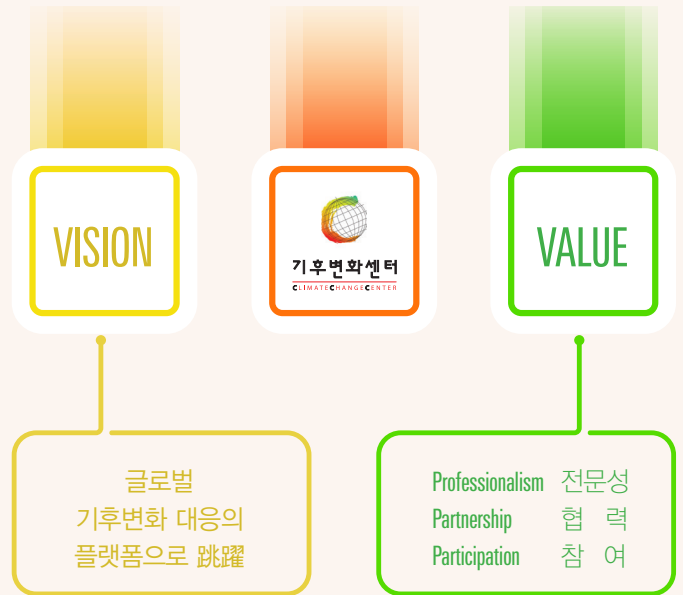 VISION
기후변화센터
CLIMATECHANGECENTER
VALUE
글로벌
기후변화 대응의
플랫폼으로 跳躍
Professionalism 전문성
Partnership 협 력
Participation 참 여